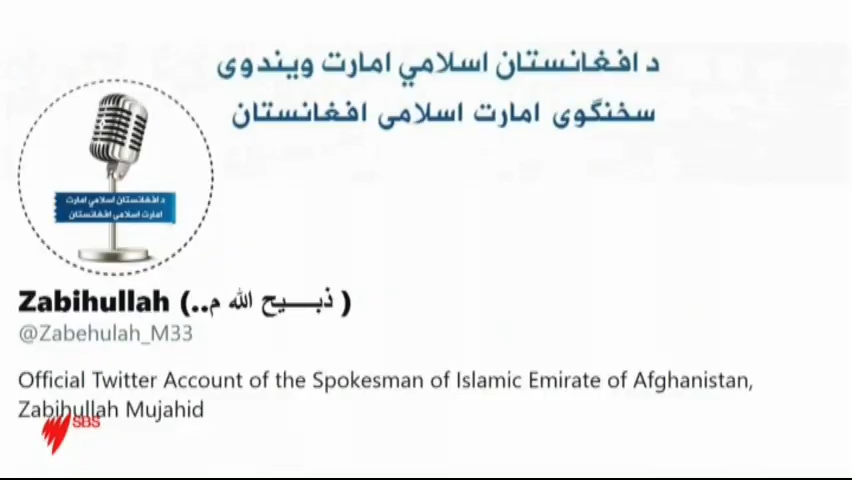 د افغانستان اسلامي امارت ویندوی
سخنگوی امارت اسلامی افغانستان
د افغانستان اسلامي امارت
امارت اسلامی افغانستان
Zabihullah (..ذبـــیح الله م )
@Zabehulah_M33
Official Twitter Account of the Spokesman of Islamic Emirate of Afghanistan,
Zabihullah Mujahid
SBS